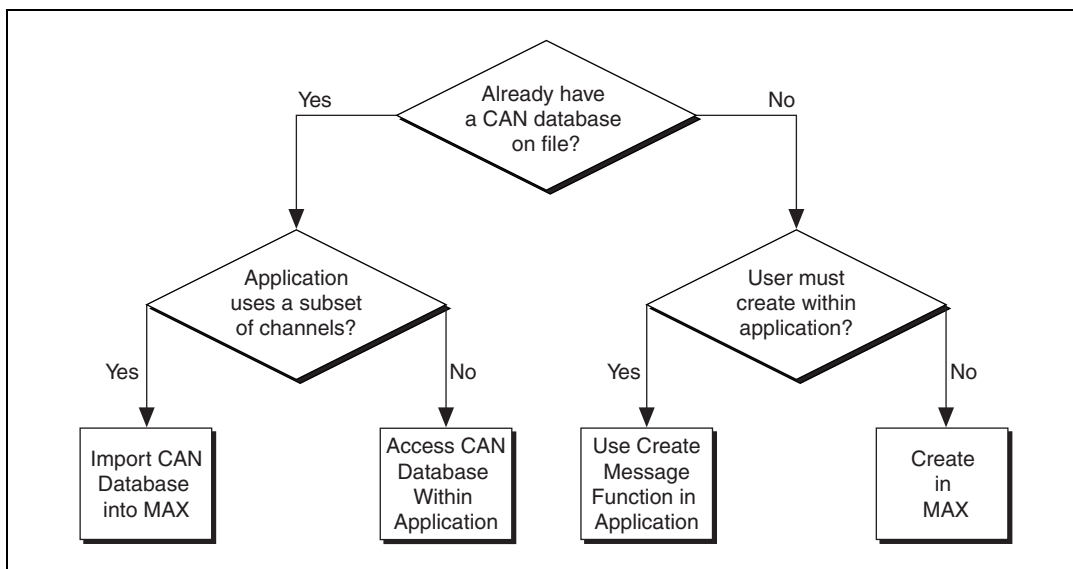 Already have
a CAN database
on file?
Yes
No
Application
uses a subset
of channels?
User must
create within
application?
Yes
No
Yes
No
Import CAN
Database
into MAX
Access CAN
Database
Within
Application
Use Create
Message
Function in
Application
Create
in
MAX